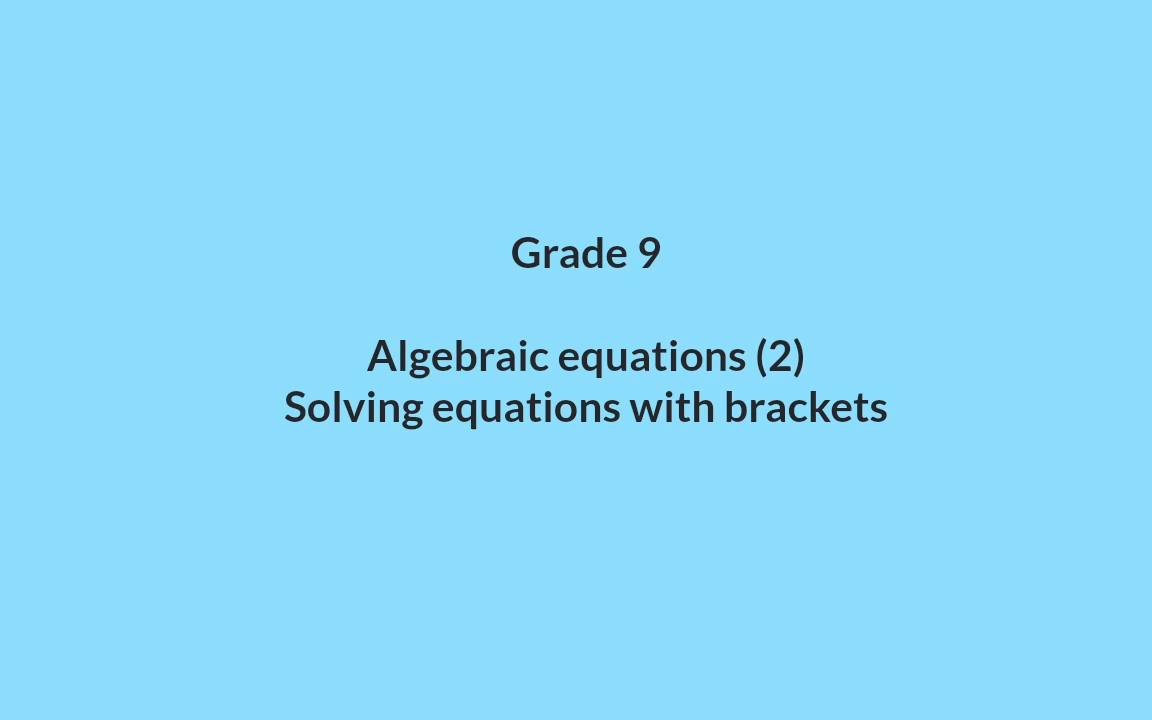 Grade 9
Algebraic equations (2)
Solving equations with brackets